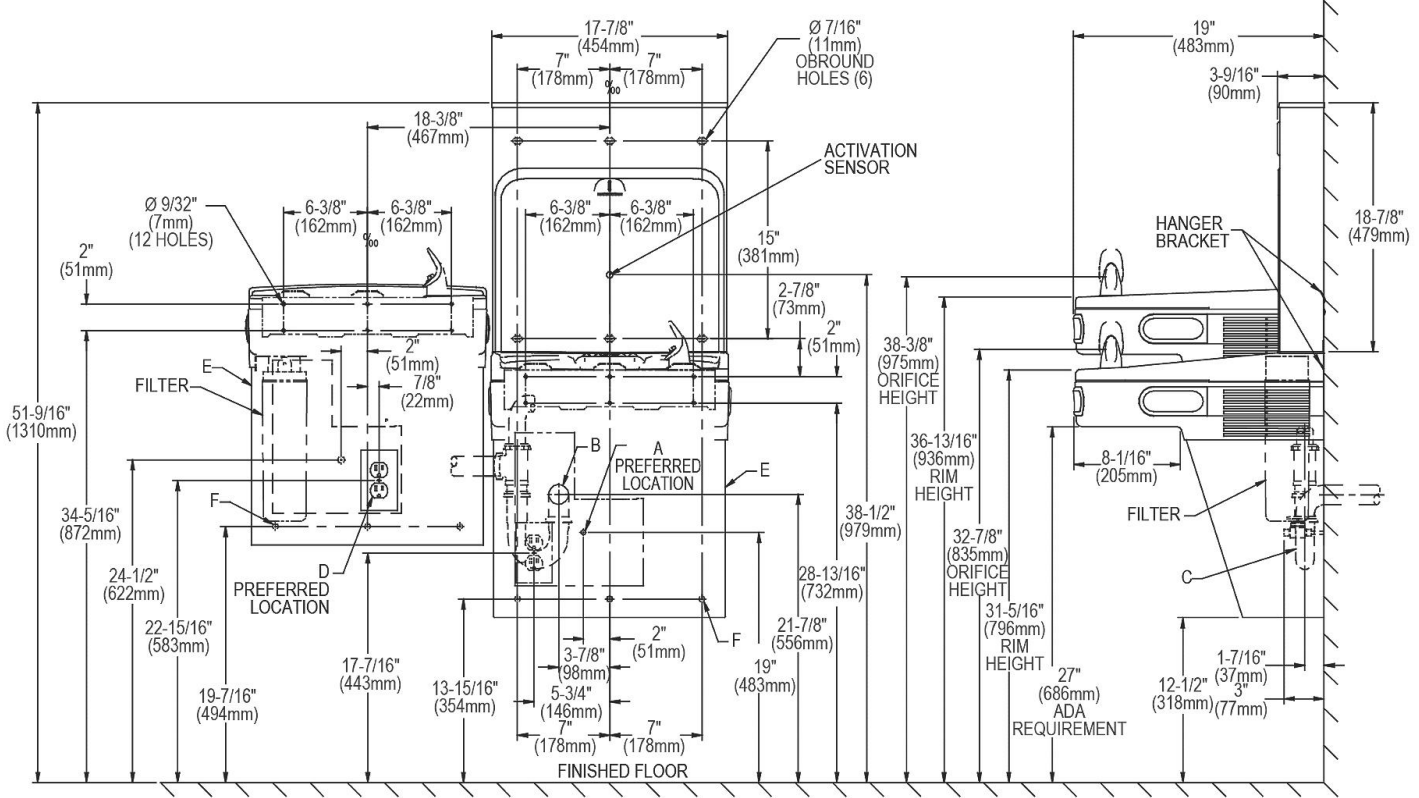 17-7/8"
(454mm)
7"
(178mm)
7"
(178mm)
%
Ø 7/16"
(11mm)
OBROUND
HOLES (6)
19"
(483mm)
3-9/16"
(90mm)
18-3/8"
(467mm)
ACTIVATION
SENSOR
Ø 9/32"
(7mm)
(12 HOLES)
6-3/8"
(162mm)
6-3/8"
(162mm)
6-3/8"
(162mm)
6-3/8"
(162mm)
HANGER
BRACKET
18-7/8"
(479mm)
2"
(51mm)
15"
(381mm)
2-7/8"
(73mm)
2"
(51mm)
38-3/8"
(975mm)
ORIFICE
HEIGHT
E
FILTER
2"
(51mm)
7/8"
(22mm)
51-9/16"
(1310mm)
B
A
PREFERRED
LOCATION
E
36-13/16"
(936mm)
RIM
HEIGHT
8-1/16"
(205mm)
FILTER
F
34-5/16"
(872mm)
38-1/2"
(979mm)
32-7/8"
(835mm)
ORIFICE
HEIGHT
24-1/2"
(622mm)
D
PREFERRED
LOCATION
28-13/16"
(732mm)
C
31-5/16"
(796mm)
RIM
HEIGHT
22-15/16"
(583mm)
21-7/8"
(556mm)
F
2"
(51mm)
3-7/8"
(98mm)
17-7/16"
(443mm)
19"
(483mm)
1-7/16"
(37mm)
19-7/16"
(494mm)
13-15/16"
(354mm)
5-3/4"
(146mm)
27"
(686mm)
ADA
REQUIREMENT
12-1/2"
(318mm)
3"
(77mm)
7"
(178mm)
7"
(178mm)
FINISHED FLOOR